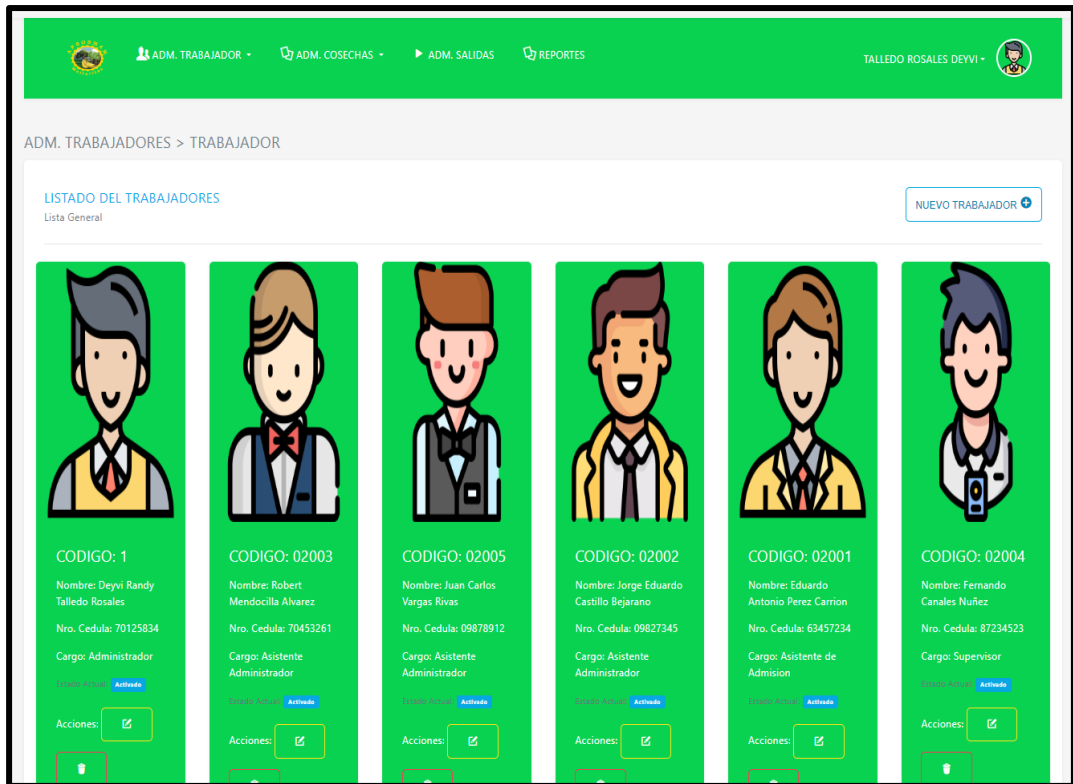 ADM. TRABAJADOR
ADM. COSECHAS
ADM. SALIDAS
REPORTES
TALLEDO ROSALES DEYVI
ADM. TRABAJADORES > TRABAJADOR
LISTADO DEL TRABAJADORES
Lista General
NUEVO TRABAJADOR
CODIGO: 1
Nombre: Deyvi Randy
Talledo Rosales
Nro. Cedula: 70125834
Cargo: Administrador
Estado Actual: Activado
Acciones:
CODIGO: 02003
Nombre: Robert
Mendocilla Alvarez
Nro. Cedula: 70453261
Cargo: Asistente
Administrador
Estado Actual: Activado
Acciones:
CODIGO: 02005
Nombre: Juan Carlos
Vargas Rivas
Nro. Cedula: 09878912
Cargo: Asistente
Administrador
Estado Actual: Activado
Acciones:
CODIGO: 02002
Nombre: Jorge Eduardo
Castillo Bejarano
Nro. Cedula: 09827345
Cargo: Asistente
Administrador
Estado Actual: Activado
Acciones:
CODIGO: 02001
Nombre: Eduardo
Antonio Perez Carrion
Nro. Cedula: 63457234
Cargo: Asistente de
Admision
Estado Actual: Activado
Acciones:
CODIGO: 02004
Nombre: Fernando
Canales Nuñez
Nro. Cedula: 87234523
Cargo: Supervisor
Estado Actual: Activado
Acciones: